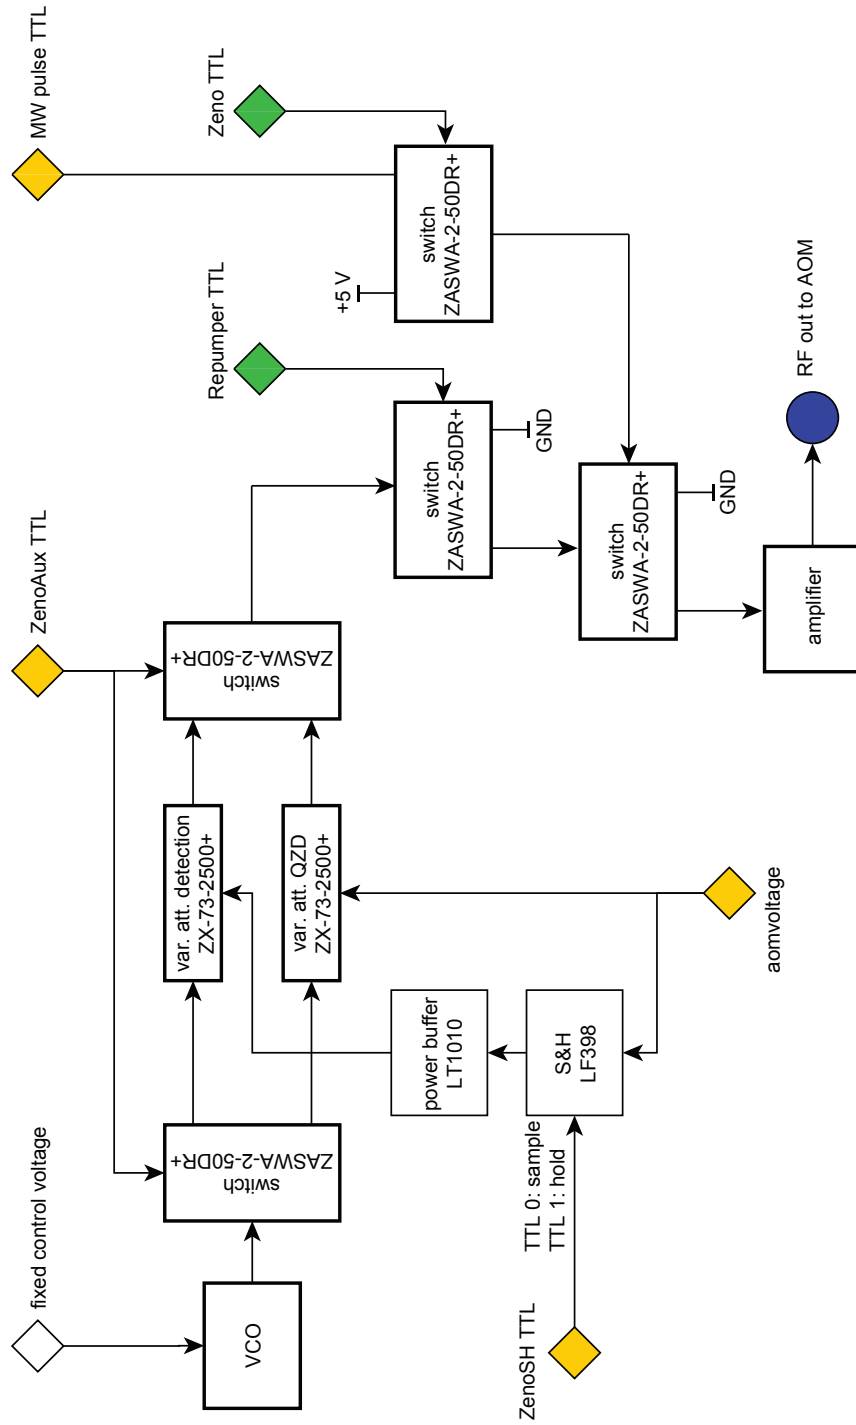 fixed control voltage
ZenoAux TTL
MW pulse TTL
VCO
switch
ZASWA-2-50DR+
var. att. detection
ZX-73-2500+
var. att. QZD
ZX-73-2500+
switch
ZASWA-2-50DR+
Repumper TTL
Zeno TTL
+5 V
switch
ZASWA-2-50DR+
switch
ZASWA-2-50DR+
GND
power buffer
LT1010
S&H
LF398
TTL 0: sample
TTL 1: hold
ZenoSH TTL
aomvoltage
switch
ZASWA-2-50DR+
GND
amplifier
RF out to AOM